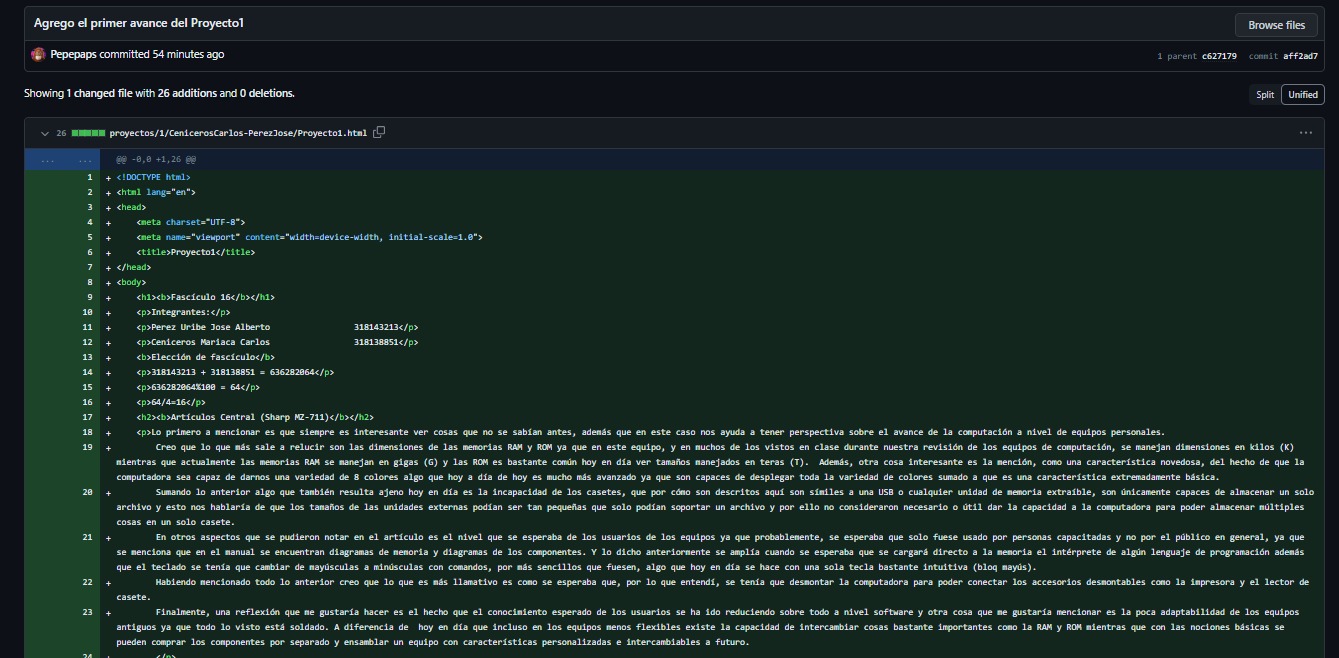 Agrego el primer avance del Proyecto1
Browse files
Pepepaps committed 54 minutes ago
1 parent c627179 commit aff2ad7
Showing 1 changed file with 26 additions and 0 deletions.
Split Unified
26 proyectos/1/CenicerosCarlos-PerezJose/Proyecto1.html
... ... @@ -0,0 +1,26 @@
1 + <!DOCTYPE html>
2 + <html lang="en">
3 + <head>
4 + <meta charset="UTF-8">
5 + <meta name="viewport" content="width=device-width, initial-scale=1.0">
6 + <title>Proyecto1</title>
7 + </head>
8 + <body>
9 + <h1><b>Fascículo 16</b></h1>
10 + <p>Integrantes:</p>
11 + <p>Perez Uribe Jose Alberto 318143213</p>
12 + <p>Ceniceros Mariaca Carlos 318138851</p>
13 + <b>Elección de fascículo</b>
14 + <p>318143213 + 318138851 = 636282064</p>
15 + <p>636282064%100 = 64</p>
16 + <p>64/4=16</p>
17 + <h2><b>Artículos Central (Sharp MZ-711)</b></h2>
18 + <p>Lo primero a mencionar es que siempre es interesante ver cosas que no se sabían antes, además que en este caso nos ayuda a tener perspectiva sobre el avance de la computación a nivel de equipos personales.
19 + Creo que lo que más sale a relucir son las dimensiones de las memorias RAM y ROM ya que en este equipo, y en muchos de los vistos en clase durante nuestra revisión de los equipos de computación, se manejan dimensiones en kilos (K)
mientras que actualmente las memorias RAM se manejan en gigas (G) y las ROM es bastante común hoy en día ver tamaños manejados en teras (T). Además, otra cosa interesante es la mención, como una característica novedosa, del hecho de que la
computadora sea capaz de darnos una variedad de 8 colores algo que hoy a día de hoy es mucho más avanzado ya que son capaces de desplegar toda la variedad de colores sumado a que es una característica extremadamente básica.
20 + Sumando lo anterior algo que también resulta ajeno hoy en día es la incapacidad de los casetes, que por cómo son descritos aquí son símiles a una USB o cualquier unidad de memoria extraíble, son únicamente capaces de almacenar un solo
archivo y esto nos hablaría de que los tamaños de las unidades externas podían ser tan pequeñas que solo podían soportar un archivo y por ello no consideraron necesario o útil dar la capacidad a la computadora para poder almacenar múltiples
cosas en un solo casete.
21 + En otros aspectos que se pudieron notar en el artículo es el nivel que se esperaba de los usuarios de los equipos ya que probablemente, se esperaba que solo fuese usado por personas capacitadas y no por el público en general, ya que
se menciona que en el manual se encuentran diagramas de memoria y diagramas de los componentes. Y lo dicho anteriormente se amplía cuando se esperaba que se cargará directo a la memoria el intérprete de algún lenguaje de programación además
que el teclado se tenía que cambiar de mayúsculas a minúsculas con comandos, por más sencillos que fuesen, algo que hoy en día se hace con una sola tecla bastante intuitiva (bloq mayús).
22 + Habiendo mencionado todo lo anterior creo que lo que es más llamativo es como se esperaba que, por lo que entendí, se tenía que desmontar la computadora para poder conectar los accesorios desmontables como la impresora y el lector de
casete.
23 + Finalmente, una reflexión que me gustaría hacer es el hecho que el conocimiento esperado de los usuarios se ha ido reduciendo sobre todo a nivel software y otra cosa que me gustaría mencionar es la poca adaptabilidad de los equipos
antiguos ya que todo lo visto está soldado. A diferencia de hoy en día que incluso en los equipos menos flexibles existe la capacidad de intercambiar cosas bastante importantes como la RAM y ROM mientras que con las nociones básicas se
pueden comprar los componentes por separado y ensamblar un equipo con características personalizadas e intercambiables a futuro.
24 + </p>